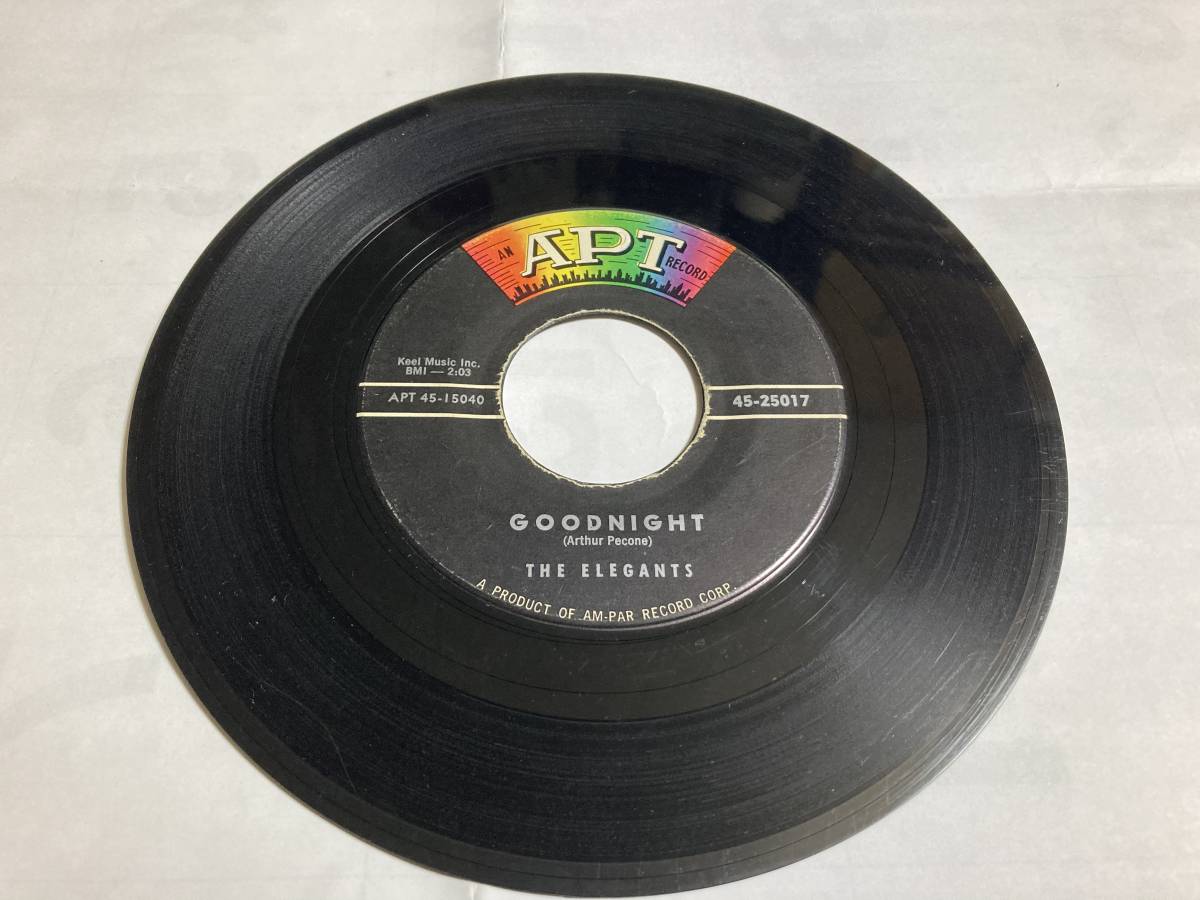 AN APT RECORD
Keel Music Inc.
BMI — 2:03
APT 45-15040
45-25017
GOODNIGHT
(Arthur Pecone)
THE ELEGANTS
A PRODUCT OF AM-PAR RECORD CORP.